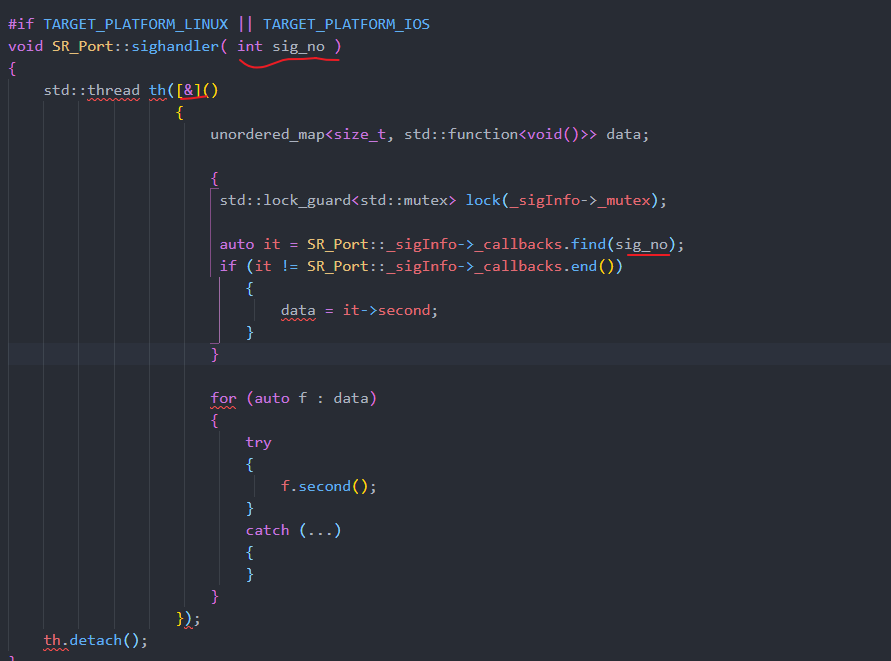 #if TARGET_PLATFORM_LINUX || TARGET_PLATFORM_IOS
void SR_Port::sighandler( int sig_no )
{
std::thread th([&]()
{
unordered_map<size_t, std::function<void()>> data;
{
std::lock_guard<std::mutex> lock(_sigInfo->_mutex);
auto it = SR_Port::_sigInfo->_callbacks.find(sig_no);
if (it != SR_Port::_sigInfo->_callbacks.end())
{
data = it->second;
}
}
for (auto f : data)
{
try
{
f.second();
}
catch (...)
{
}
}
});
th.detach();
}